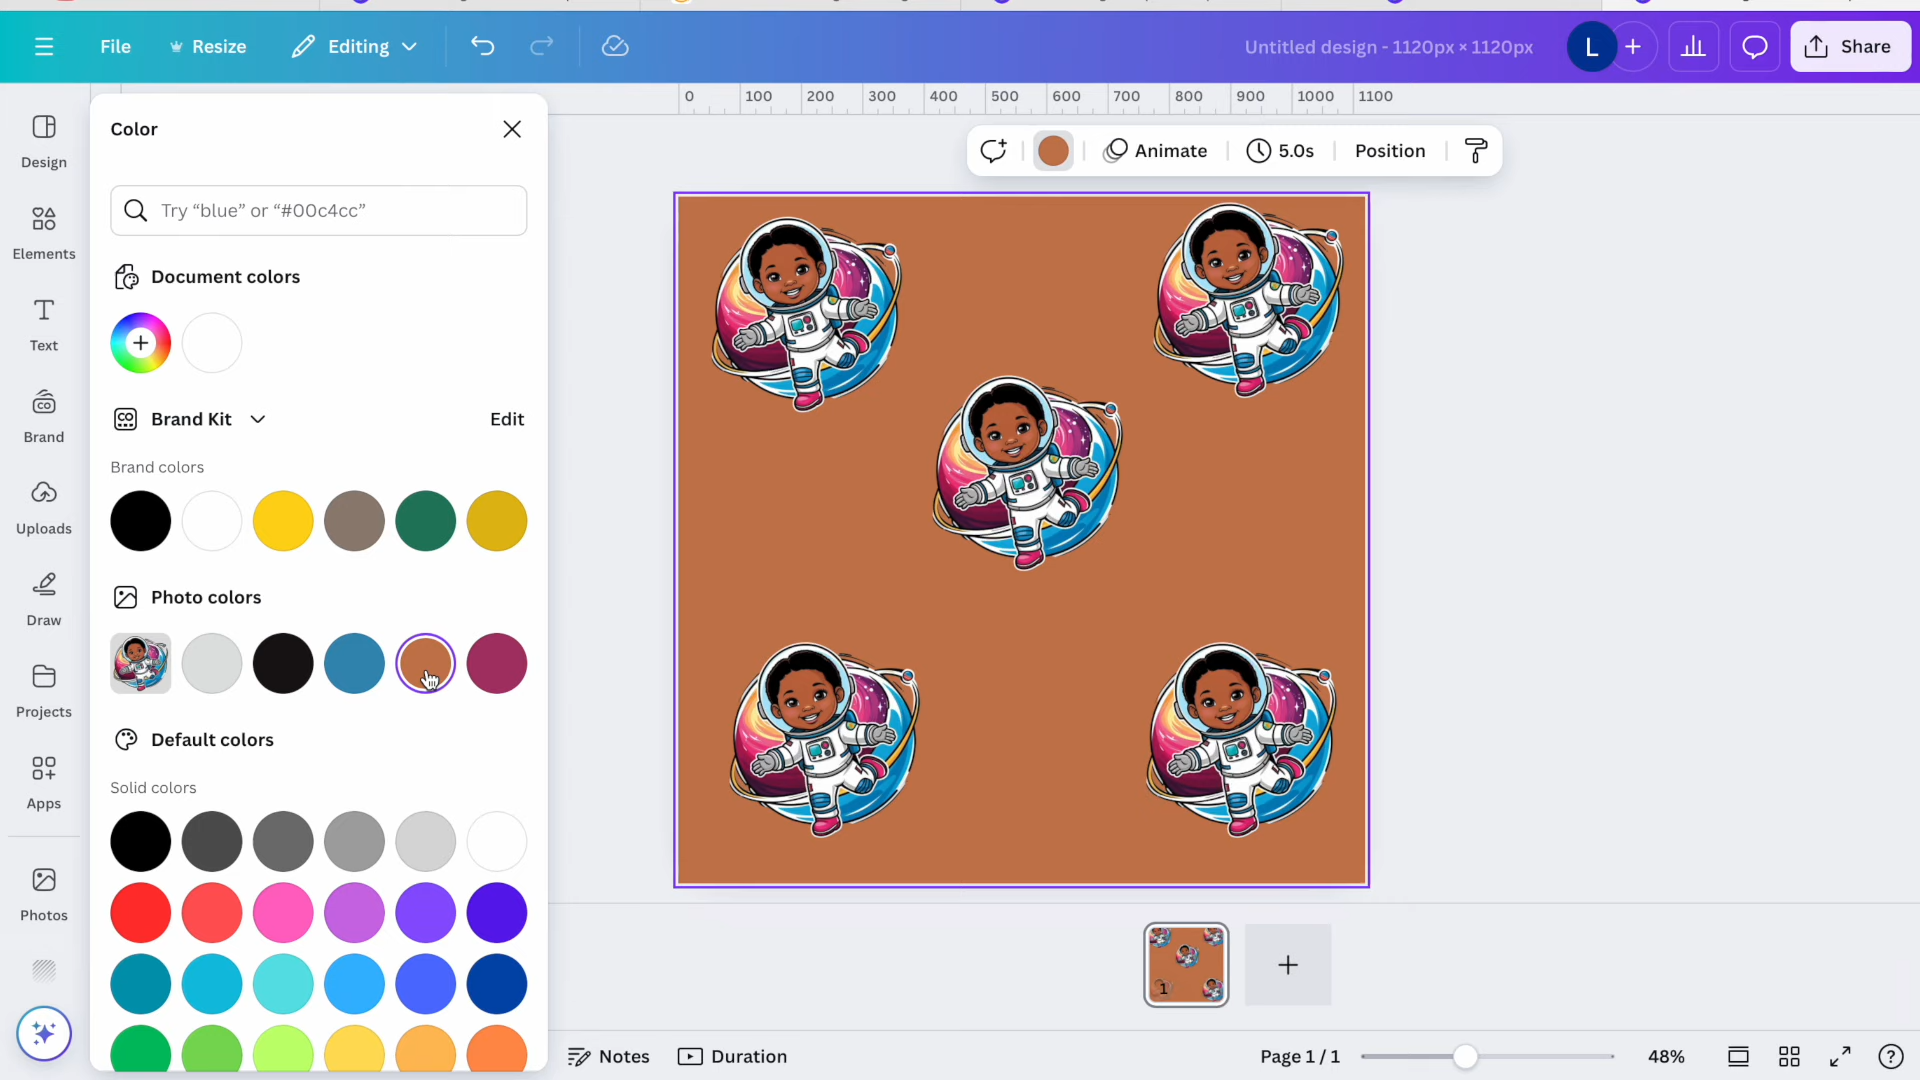 File
Resize
Editing
Untitled design - 1120px × 1120px
L
Share
Design
Elements
Text
Brand
Uploads
Draw
Projects
Apps
Photos
Color
Try “blue” or “#00c4cc”
Document colors
Brand Kit
Edit
Brand colors
Photo colors
Default colors
Solid colors
0 100 200 300 400 500 600 700 800 900 1000 1100
Animate
5.0s
Position
1
Notes
Duration
Page 1 / 1
48%